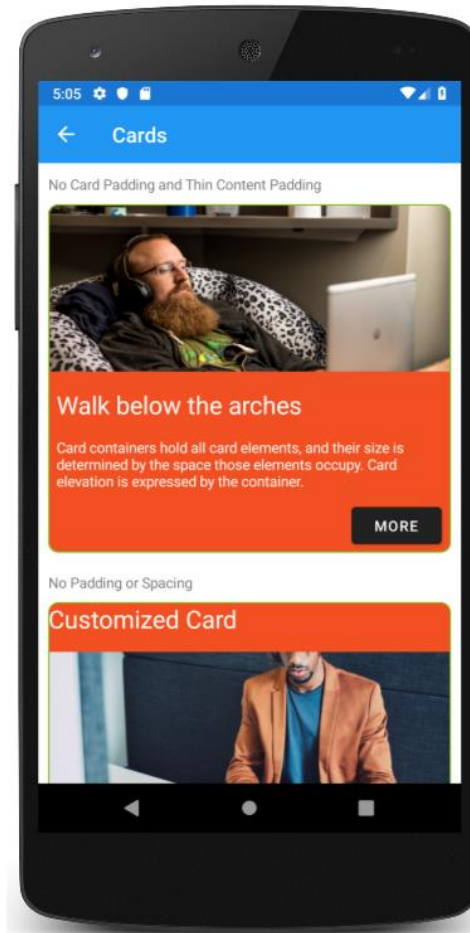 5:05
Cards
No Card Padding and Thin Content Padding
Walk below the arches
Card containers hold all card elements, and their size is
determined by the space those elements occupy. Card
elevation is expressed by the container.
MORE
No Padding or Spacing
Customized Card